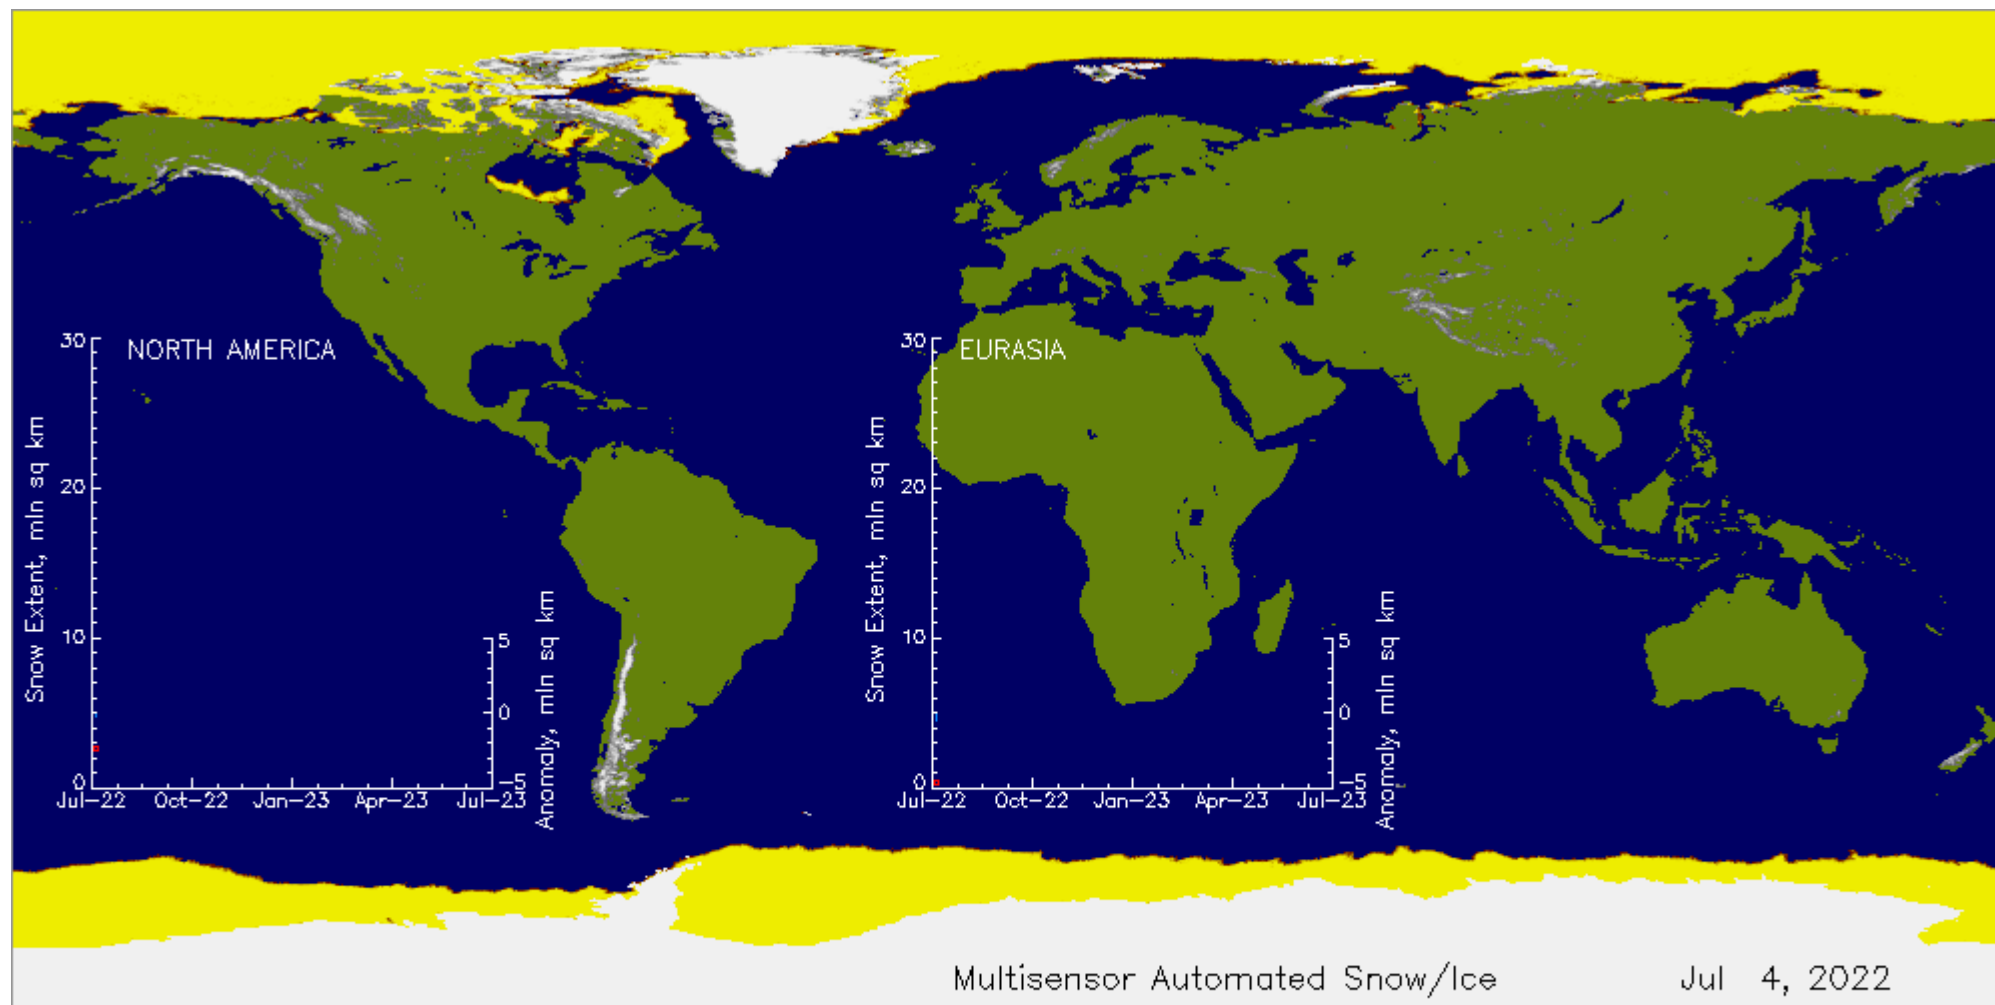 30
NORTH AMERICA
20
10
0
Snow Extent, mln sq km
Jul-22 Oct-22 Jan-23 Apr-23 Jul-23
5
0
-5
Anomaly, mln sq km
30
EURASIA
20
10
0
Snow Extent, mln sq km
Jul-22 Oct-22 Jan-23 Apr-23 Jul-23
5
0
-5
Anomaly, mln sq km
Multisensor Automated Snow/Ice Jul 4, 2022